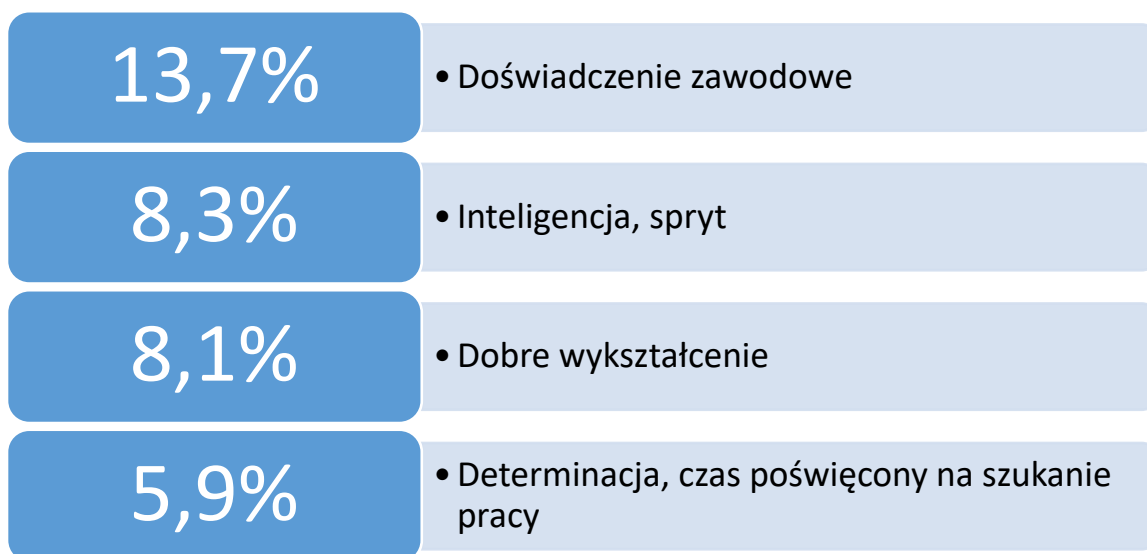 13,7%
• Doświadczenie zawodowe
8,3%
• Inteligencja, spryt
8,1%
• Dobre wykształcenie
5,9%
• Determinacja, czas poświęcony na szukanie
pracy